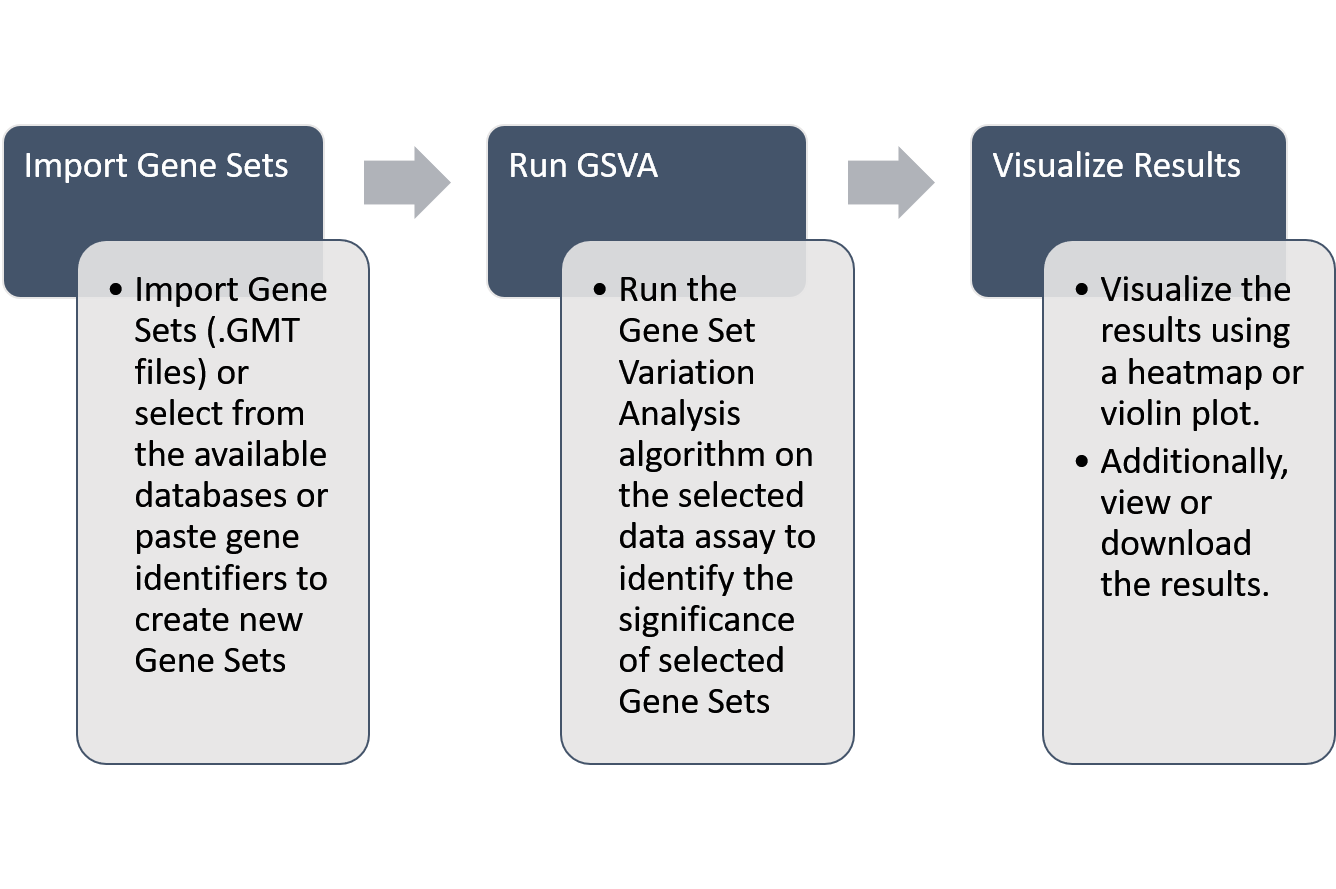 Import Gene Sets
• Import Gene
Sets (.GMT
files) or
select from
the available
databases or
paste gene
identifiers to
create new
Gene Sets
Run GSVA
• Run the
Gene Set
Variation
Analysis
algorithm on
the selected
data assay to
identify the
significance
of selected
Gene Sets
Visualize Results
• Visualize the
results using
a heatmap or
violin plot.
• Additionally,
view or
download
the results.